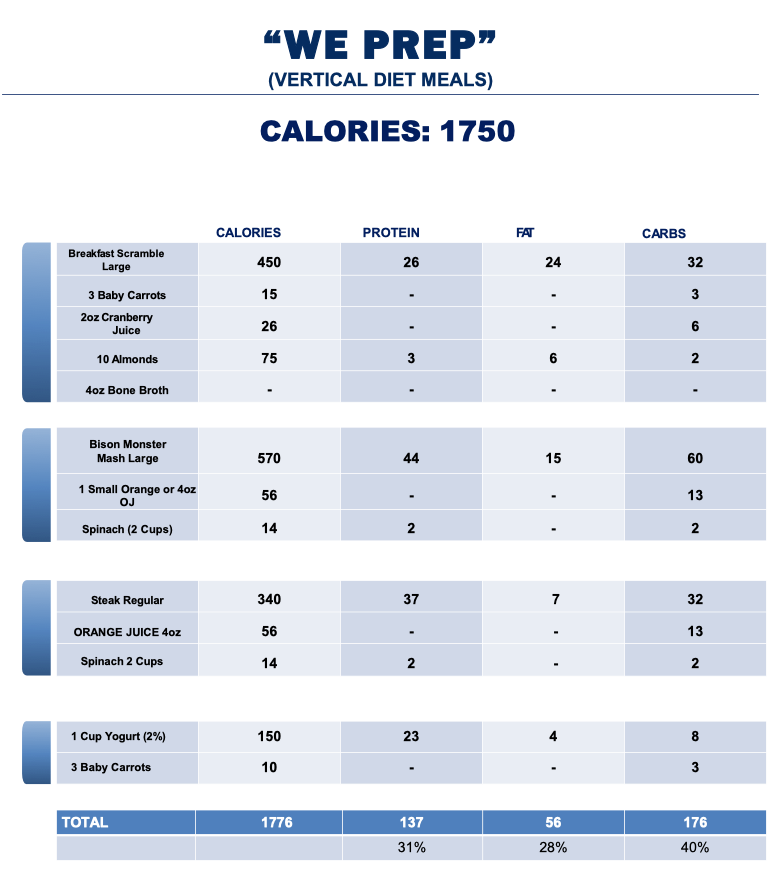 “WE PREP”
(VERTICAL DIET MEALS)
CALORIES: 1750
CALORIES PROTEIN FAT CARBS
Breakfast Scramble
Large 450 26 24 32
3 Baby Carrots 15 - - 3
2oz Cranberry
Juice 26 - - 6
10 Almonds 75 3 6 2
4oz Bone Broth - - - -
Bison Monster
Mash Large 570 44 15 60
1 Small Orange or 4oz
OJ 56 - - 13
Spinach (2 Cups) 14 2 - 2
Steak Regular 340 37 7 32
ORANGE JUICE 4oz 56 - - 13
Spinach 2 Cups 14 2 - 2
1 Cup Yogurt (2%) 150 23 4 8
3 Baby Carrots 10 - - 3
TOTAL 1776 137 56 176
31% 28% 40%